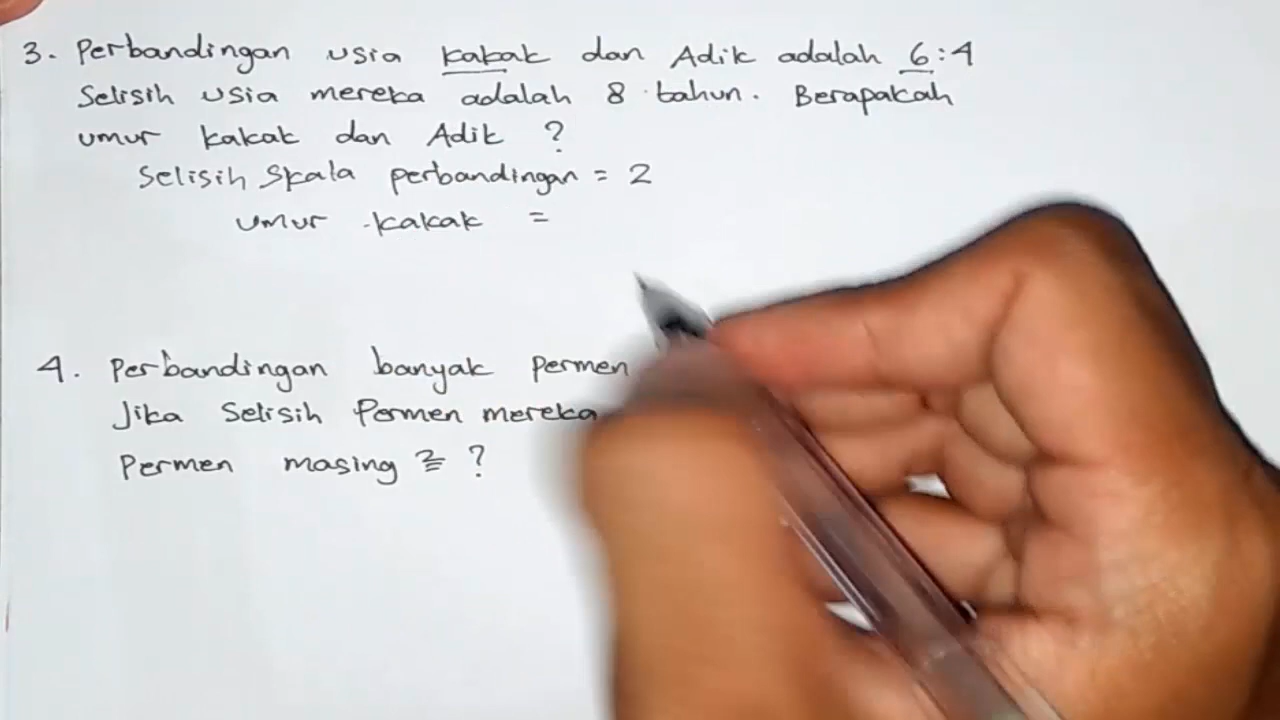 3. Perbandingan usia kakak dan Adik adalah 6:4
Selisih usia mereka adalah 8 tahun. Berapakah
umur kakak dan Adik ?
Selisih Skala perbandingan = 2
umur kakak =
4. Perbandingan banyak permen
Jika Selisih Permen mereka
Permen masing 2 ?